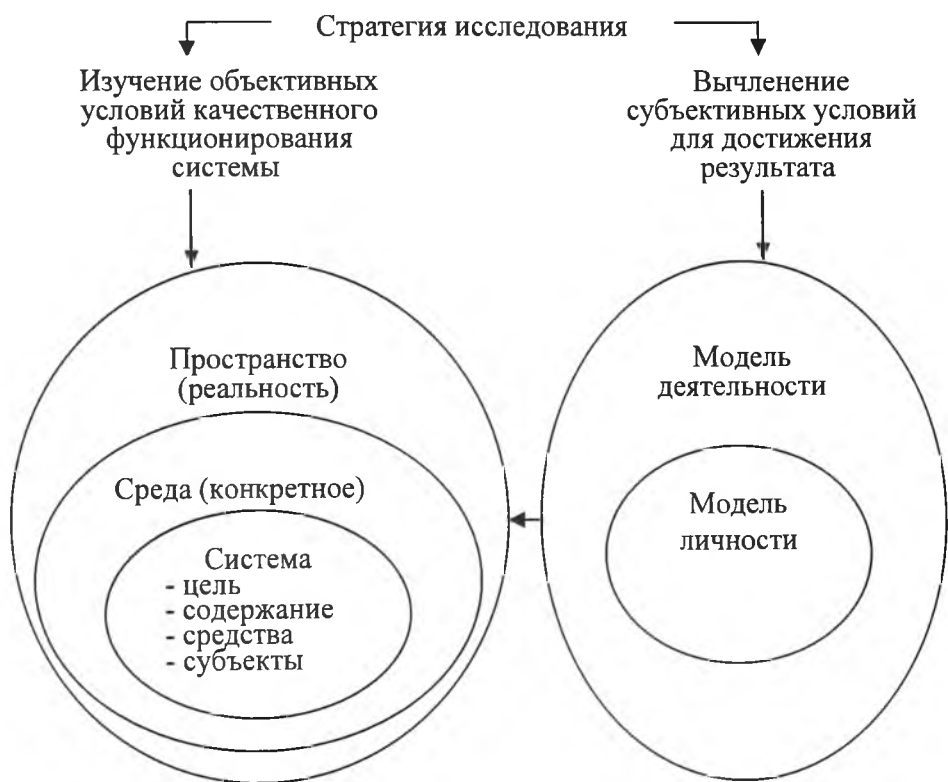 Стратегия исследования
Изучение объективных
условий качественного
функционирования
системы
Вычленение
субъективных условий
для достижения
результата
Пространство
(реальность)
Среда (конкретное)
Система
- цель
- содержание
- средства
- субъекты
Модель
деятельности
Модель
личности